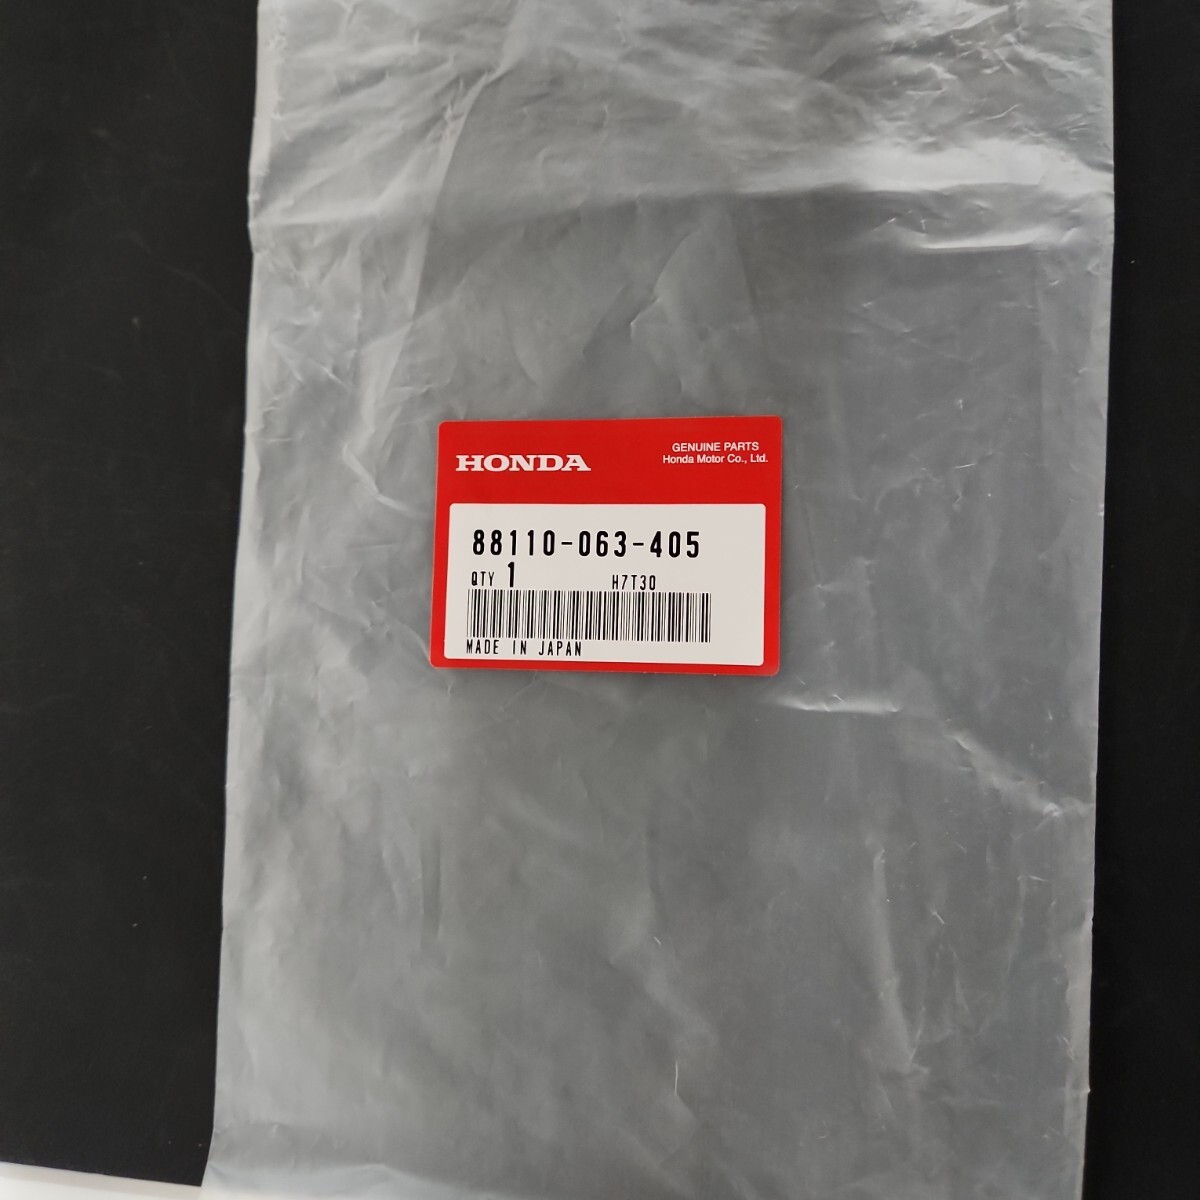 HONDA
GENUINE PARTS
Honda Motor Co., Ltd.
88110-063-405
QTY 1 H7T30
MADE IN JAPAN